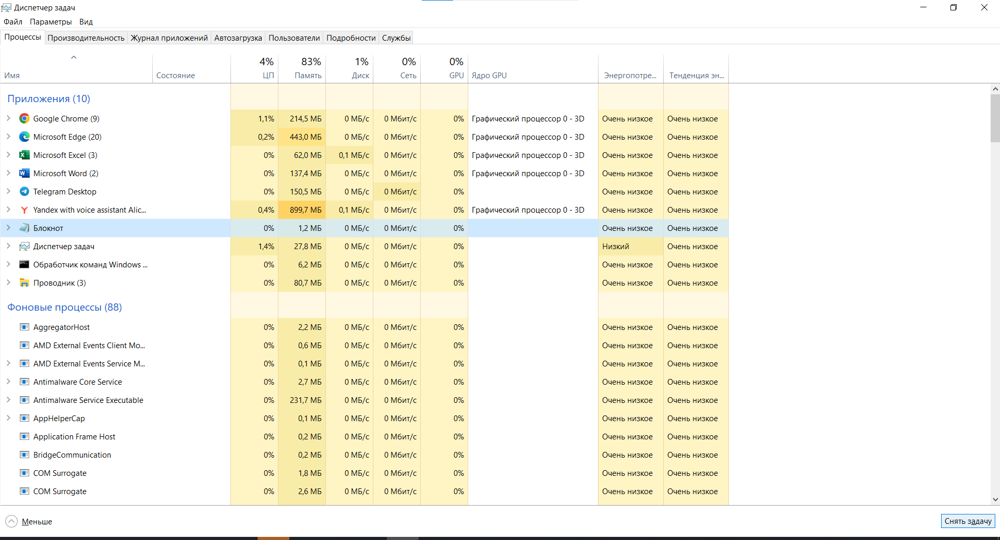 Диспетчер задач
Файл Параметры Вид
Процессы Производительность Журнал приложений Автозагрузка Пользователи Подробности Службы
4% 83% 1% 0% 0%
Имя Состояние ЦП Память Диск Сеть GPU Ядро GPU Энергопотре... Тенденция эн...
Приложения (10)
Google Chrome (9) 1,1% 214,5 МБ 0 МБ/с 0 Мбит/с 0% Графический процессор 0 - 3D Очень низкое Очень низкое
Microsoft Edge (20) 0,2% 443,0 МБ 0 МБ/с 0 Мбит/с 0% Графический процессор 0 - 3D Очень низкое Очень низкое
Microsoft Excel (3) 0% 62,0 МБ 0,1 МБ/с 0 Мбит/с 0% Графический процессор 0 - 3D Очень низкое Очень низкое
Microsoft Word (2) 0% 137,4 МБ 0 МБ/с 0 Мбит/с 0% Графический процессор 0 - 3D Очень низкое Очень низкое
Telegram Desktop 0% 150,5 МБ 0 МБ/с 0 Мбит/с 0% Очень низкое Очень низкое
Yandex with voice assistant Alic... 0,4% 899,7 МБ 0,1 МБ/с 0 Мбит/с 0% Графический процессор 0 - 3D Очень низкое Очень низкое
Блокнот 0% 1,2 МБ 0 МБ/с 0 Мбит/с 0% Очень низкое Очень низкое
Диспетчер задач 1,4% 27,8 МБ 0 МБ/с 0 Мбит/с 0% Низкий Очень низкое
Обработчик команд Windows ... 0% 6,2 МБ 0 МБ/с 0 Мбит/с 0% Очень низкое Очень низкое
Проводник (3) 0% 80,7 МБ 0 МБ/с 0 Мбит/с 0% Очень низкое Очень низкое
Фоновые процессы (88)
AggregatorHost 0% 2,2 МБ 0 МБ/с 0 Мбит/с 0% Очень низкое Очень низкое
AMD External Events Client Mo... 0% 0,6 МБ 0 МБ/с 0 Мбит/с 0% Очень низкое Очень низкое
AMD External Events Service M... 0% 0,1 МБ 0 МБ/с 0 Мбит/с 0% Очень низкое Очень низкое
Antimalware Core Service 0% 2,7 МБ 0 МБ/с 0 Мбит/с 0% Очень низкое Очень низкое
Antimalware Service Executable 0% 231,7 МБ 0 МБ/с 0 Мбит/с 0% Очень низкое Очень низкое
AppHelperCap 0% 0,1 МБ 0 МБ/с 0 Мбит/с 0% Очень низкое Очень низкое
Application Frame Host 0% 0,2 МБ 0 МБ/с 0 Мбит/с 0% Очень низкое Очень низкое
BridgeCommunication 0% 0,2 МБ 0 МБ/с 0 Мбит/с 0% Очень низкое Очень низкое
COM Surrogate 0% 1,8 МБ 0 МБ/с 0 Мбит/с 0% Очень низкое Очень низкое
COM Surrogate 0% 2,6 МБ 0 МБ/с 0 Мбит/с 0% Очень низкое Очень низкое
Меньше Снять задачу